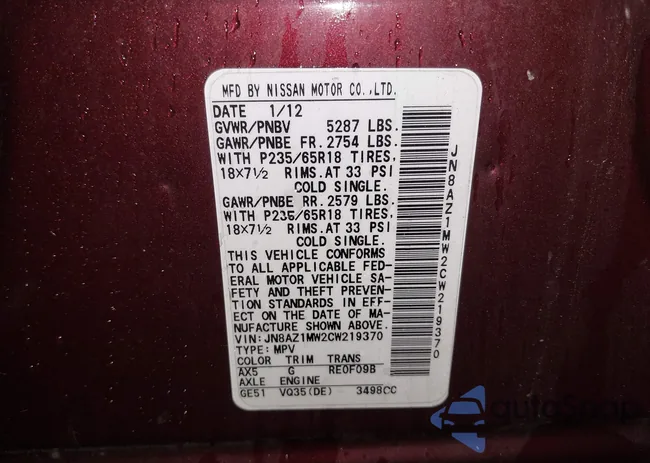 MFD BY NISSAN MOTOR CO.,LTD.
DATE 1/12
GVWR/PNBV 5287 LBS.
GAWR/PNBE FR. 2754 LBS.
WITH P235/65R18 TIRES,
18X7½ RIMS.AT 33 PSI
COLD SINGLE.
GAWR/PNBE RR. 2579 LBS.
WITH P235/65R18 TIRES,
18X7½ RIMS.AT 33 PSI
COLD SINGLE.
THIS VEHICLE CONFORMS
TO ALL APPLICABLE FED-
ERAL MOTOR VEHICLE SA-
FETY AND THEFT PREVEN-
TION STANDARDS IN EFF-
ECT ON THE DATE OF MA-
NUFACTURE SHOWN ABOVE.
VIN: JN8AZ1MW2CW219370
TYPE: MPV
COLOR TRIM TRANS
AX5 G RE0F09B
AXLE ENGINE
GE51 VQ35(DE) 3498CC
JN8AZ1MW2CW219370
autoSnap